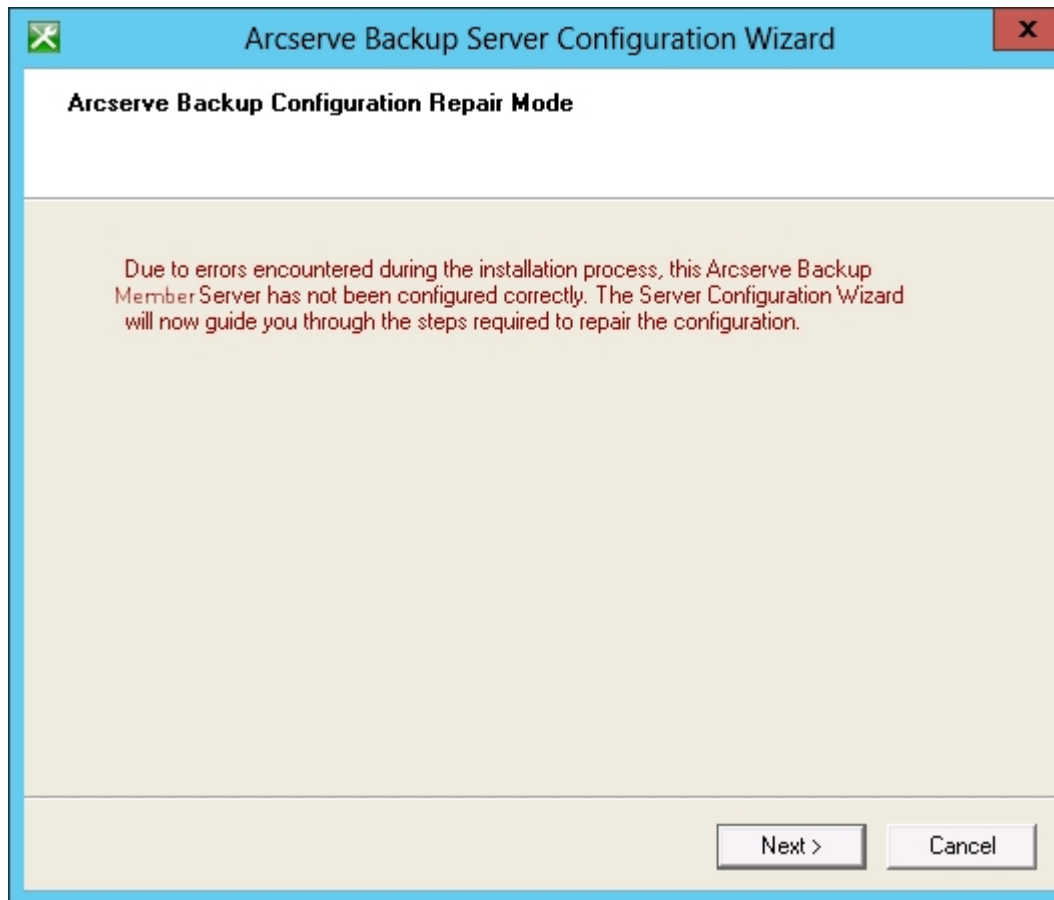 Arcserve Backup Server Configuration Wizard
x
Arcserve Backup Configuration Repair Mode
Due to errors encountered during the installation process, this Arcserve Backup
Member Server has not been configured correctly. The Server Configuration Wizard
will now guide you through the steps required to repair the configuration.
Next >
Cancel